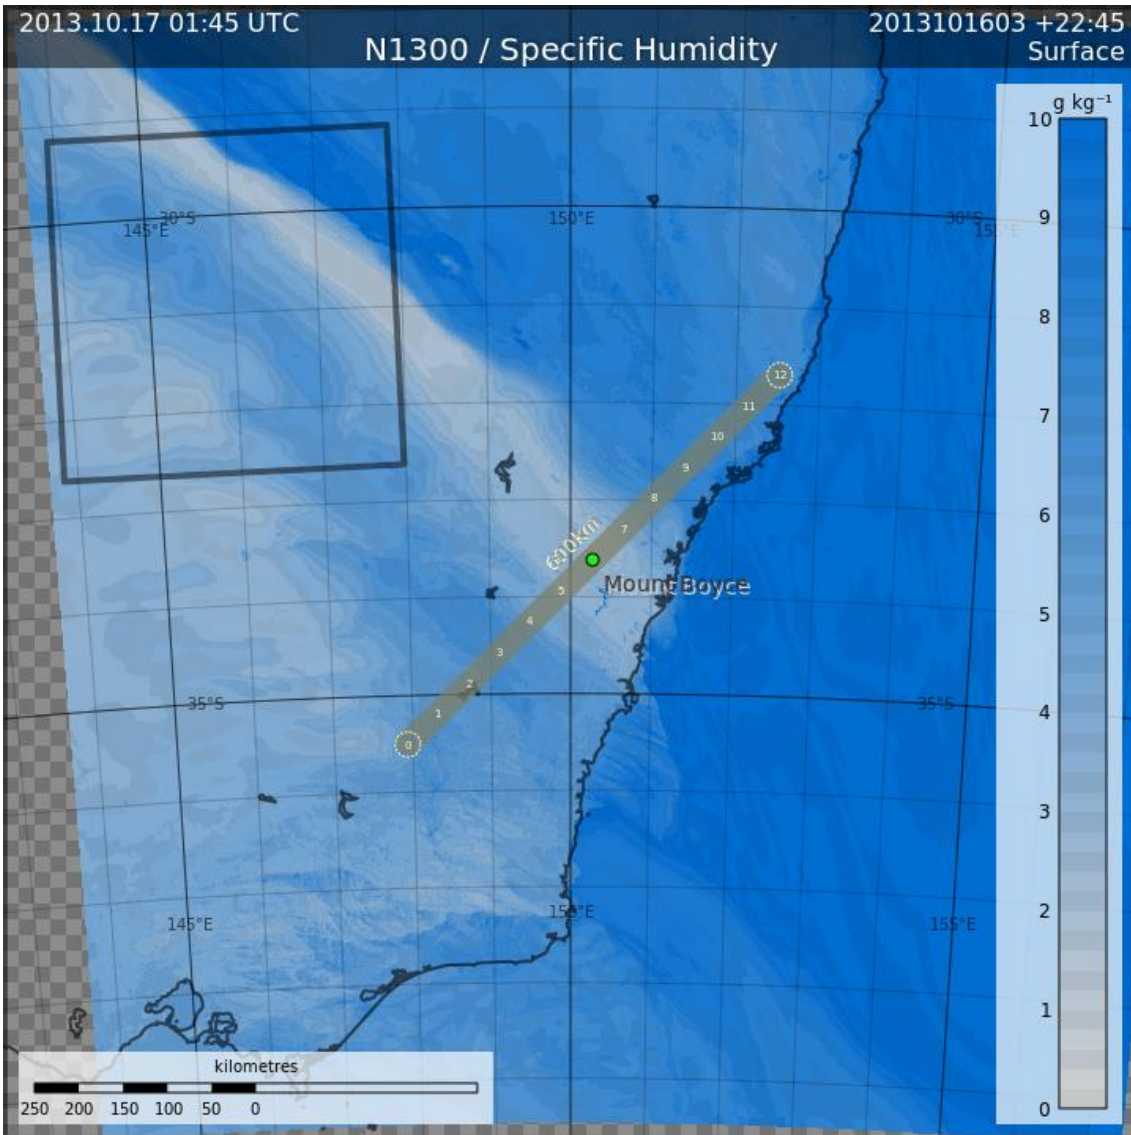 2013.10.17 01:45 UTC
2013101603 +22:45
N1300 / Specific Humidity
Surface
g kg⁻¹
10
9
8
7
6
5
4
3
2
1
0
30°S
145°E
150°E
30°S
155°E
12
11
10
9
8
7
600km
5
Mount Boyce
4
3
2
1
0
35°S
35°S
145°E
150°E
155°E
kilometres
250 200 150 100 50 0